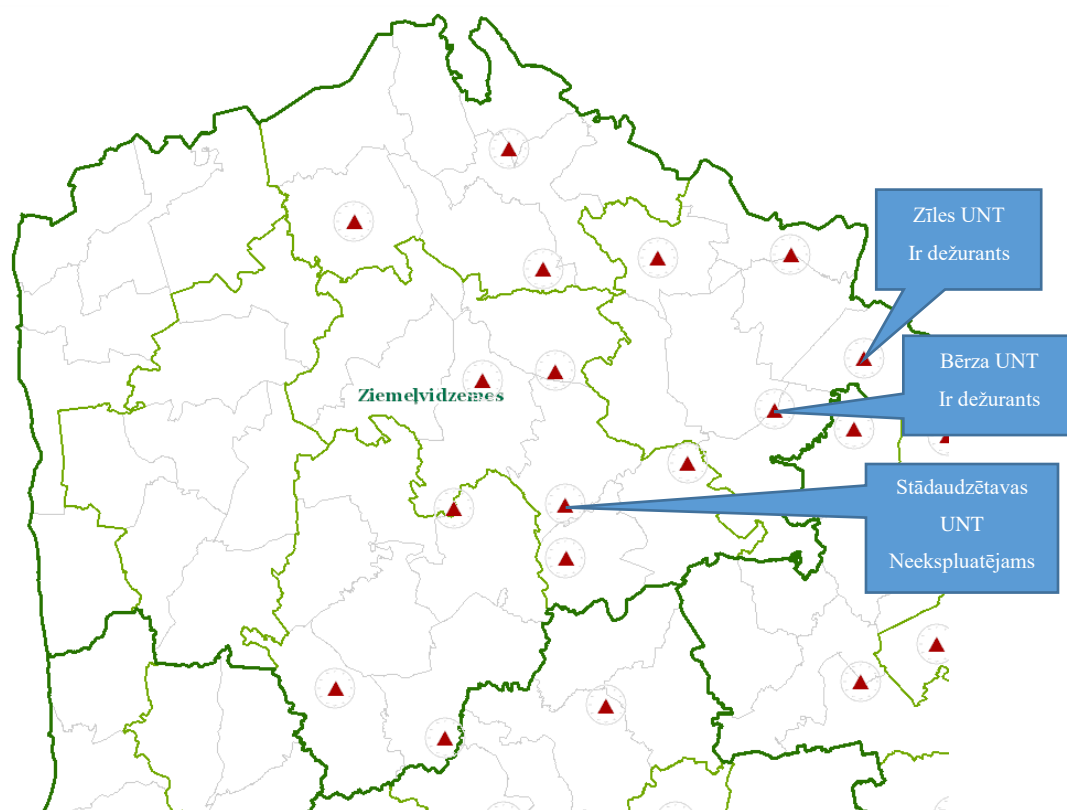 Zīles UNT
Ir dežurants
Bērza UNT
Ir dežurants
Ziemeļvidzemes
Stādaudzētavas
UNT
Neekspluatējams